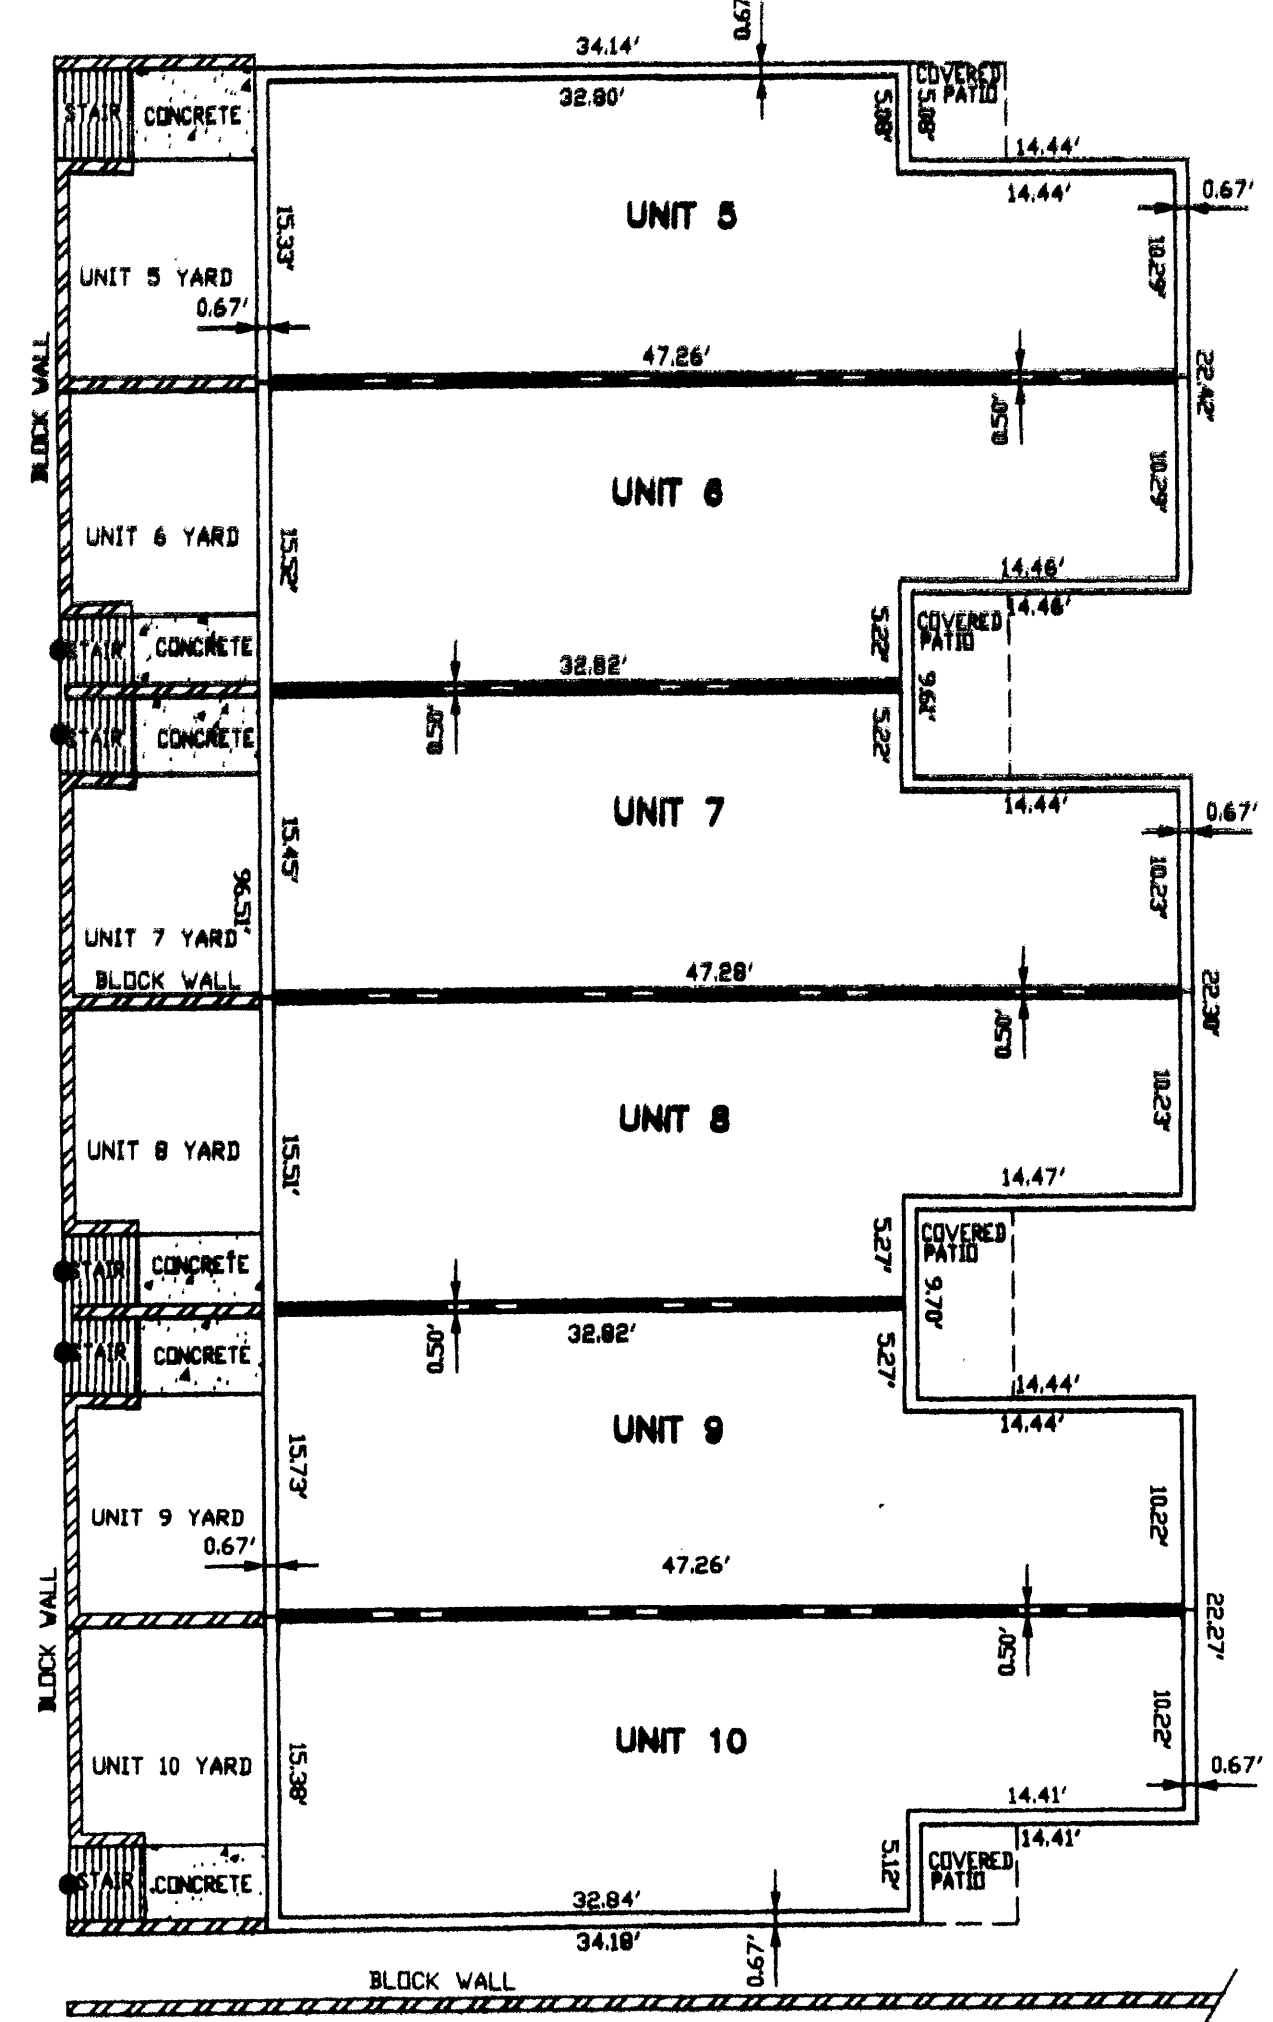 0.67'
34.14'
32.80'
COVERED
PATIO
5.08'
5.08'
STAIR
CONCRETE
14.44'
14.44'
0.67'
UNIT 5
15.33'
10.29'
UNIT 5 YARD
0.67'
BLOCK WALL
47.26'
22.42'
0.50'
10.29'
UNIT 6
UNIT 6 YARD
15.52'
14.46'
14.46'
COVERED
PATIO
5.22'
STAIR
CONCRETE
32.82'
9.61'
0.50'
5.22'
STAIR
CONCRETE
14.44'
UNIT 7
0.67'
15.45'
10.23'
96.51'
UNIT 7 YARD
BLOCK WALL
47.28'
22.30'
0.50'
10.23'
UNIT 8
UNIT 8 YARD
15.51'
14.47'
COVERED
PATIO
5.27'
STAIR
CONCRETE
9.70'
32.82'
0.50'
5.27'
STAIR
CONCRETE
14.44'
14.44'
UNIT 9
15.73'
10.22'
UNIT 9 YARD
0.67'
47.26'
BLOCK WALL
22.27'
0.50'
10.22'
UNIT 10
UNIT 10 YARD
15.38'
0.67'
14.41'
14.41'
COVERED
PATIO
5.12'
STAIR
CONCRETE
32.84'
34.18'
0.67'
BLOCK WALL